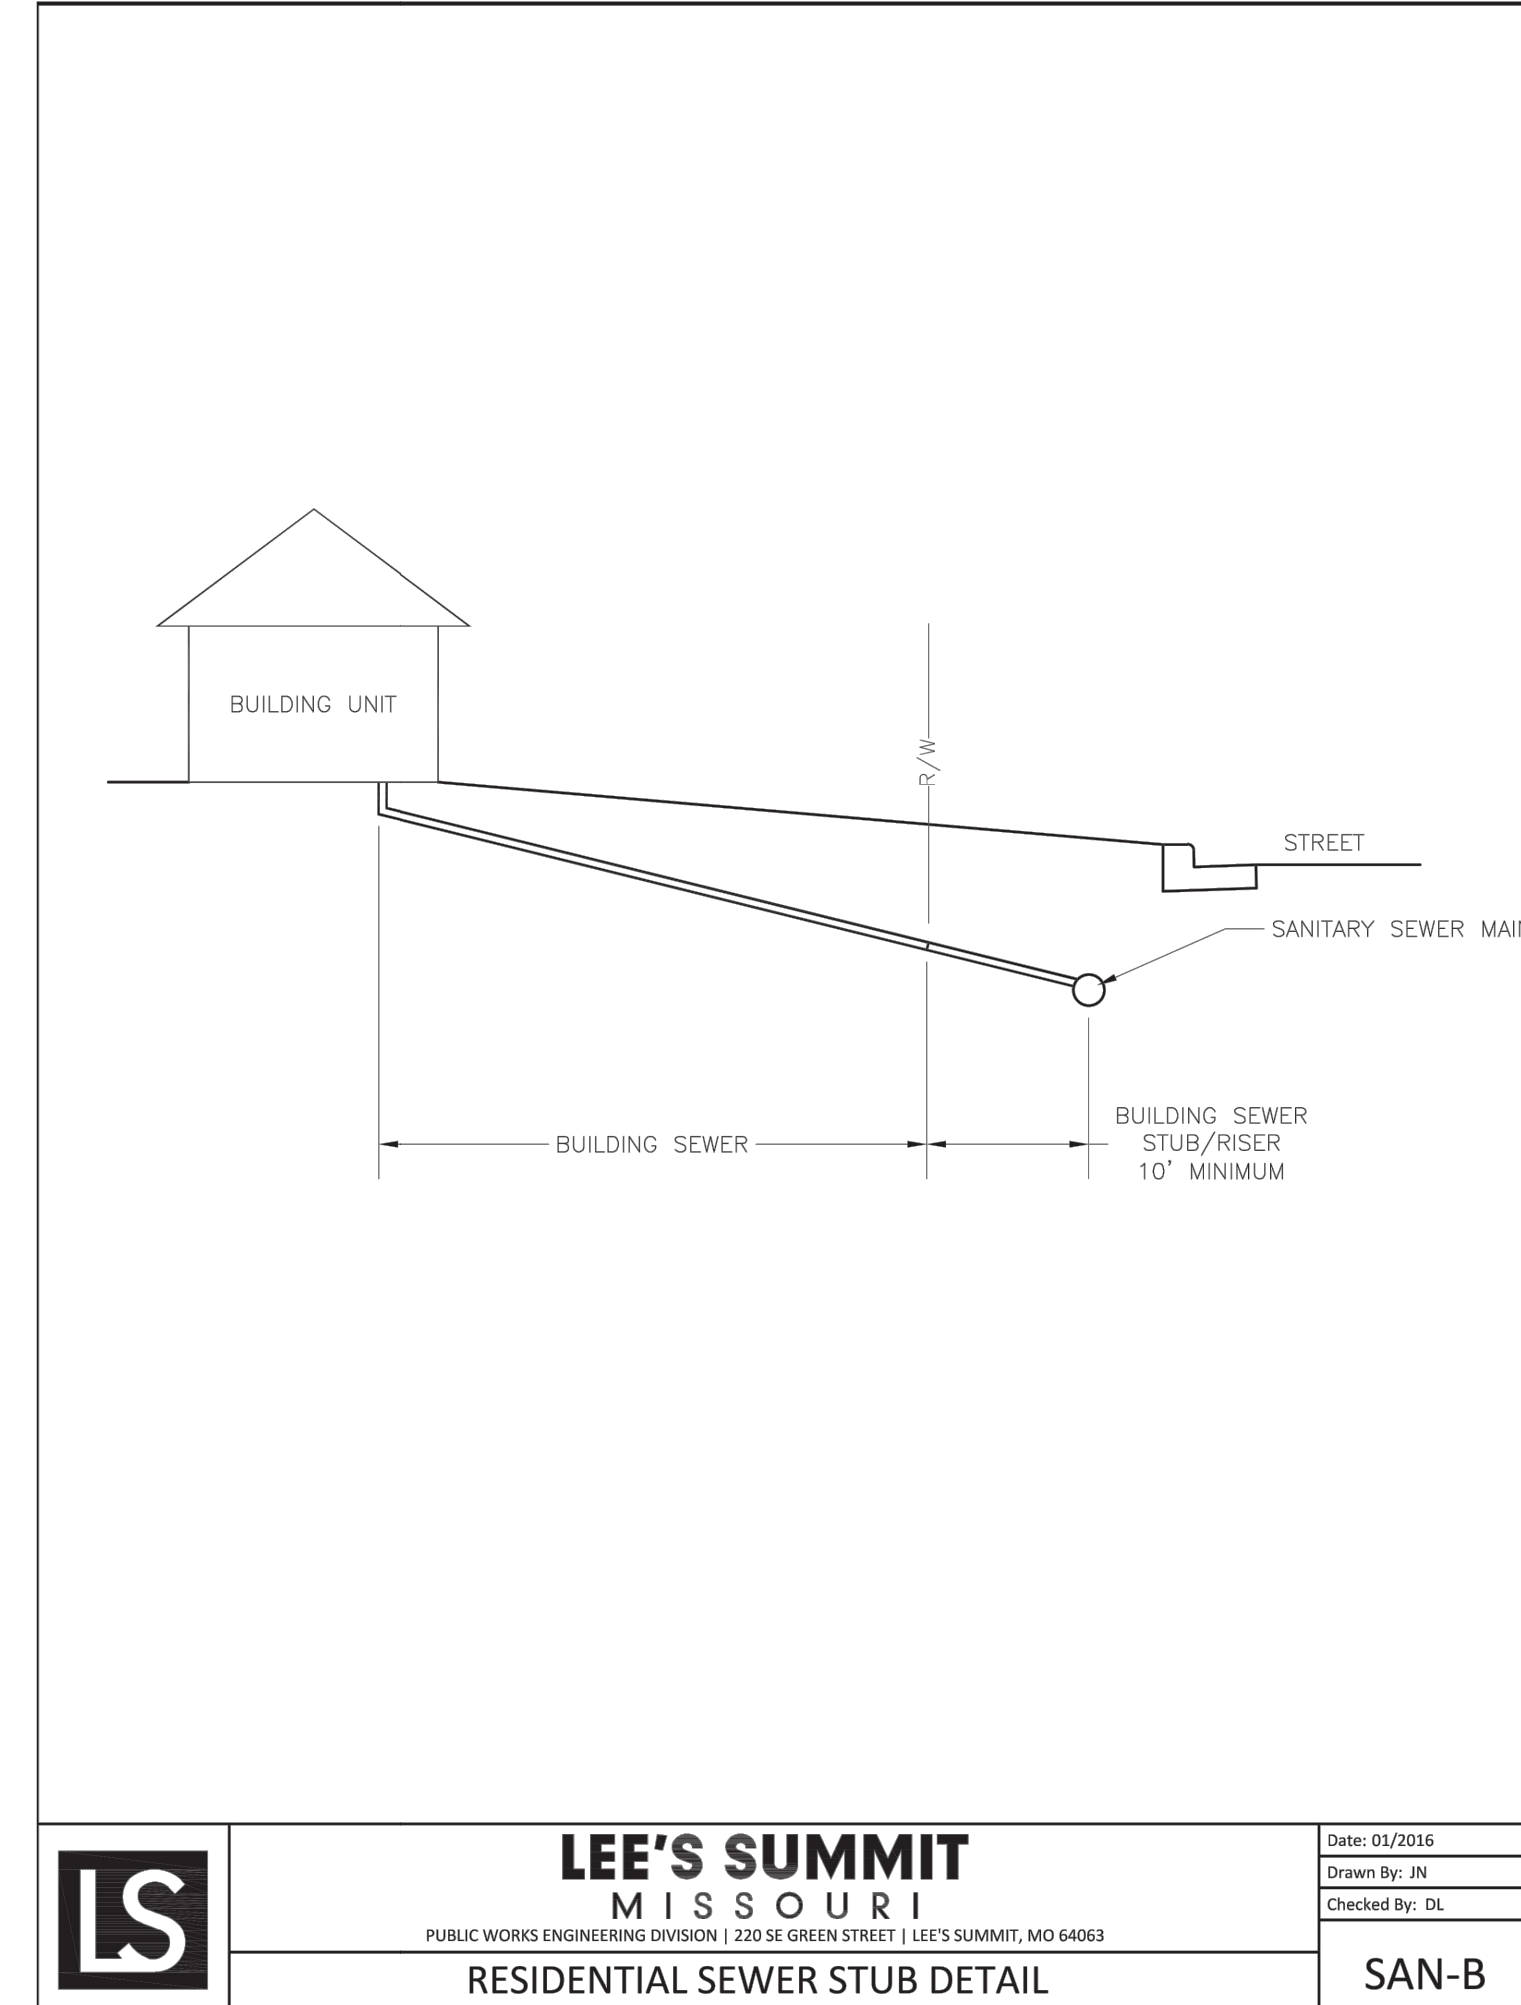 BUILDING UNIT
R/W
STREET
SANITARY SEWER
BUILDING SEWER
BUILDING SEWER
STUB/RISER
10' MINIMUM
LS
LEE'S SUMMIT
MISSOURI
PUBLIC WORKS ENGINEERING DIVISION | 220 SE GREEN STREET | LEE'S SUMMIT, MO 64063
RESIDENTIAL SEWER STUB DETAIL
Date: 01/2016
Drawn By: JN
Checked By: DL
SAN-B